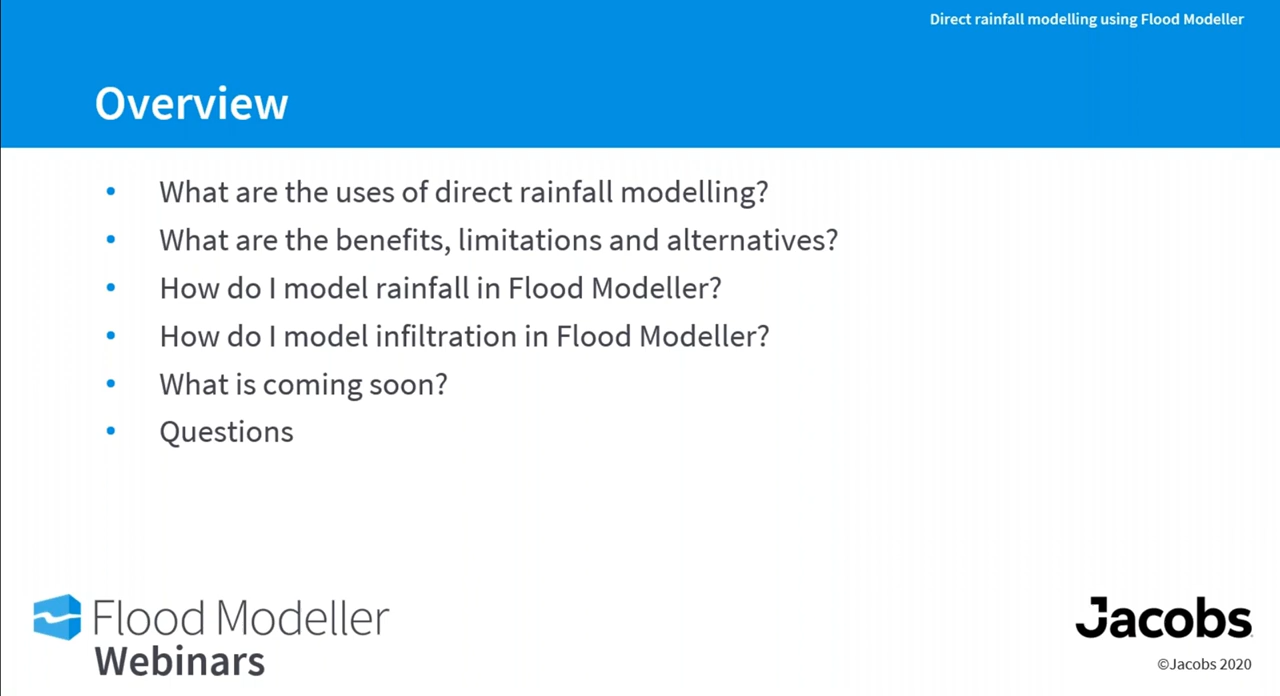 Direct rainfall modelling using Flood Modeller
Overview
• What are the uses of direct rainfall modelling?
• What are the benefits, limitations and alternatives?
• How do I model rainfall in Flood Modeller?
• How do I model infiltration in Flood Modeller?
• What is coming soon?
• Questions
Flood Modeller
Webinars
Jacobs
©Jacobs 2020